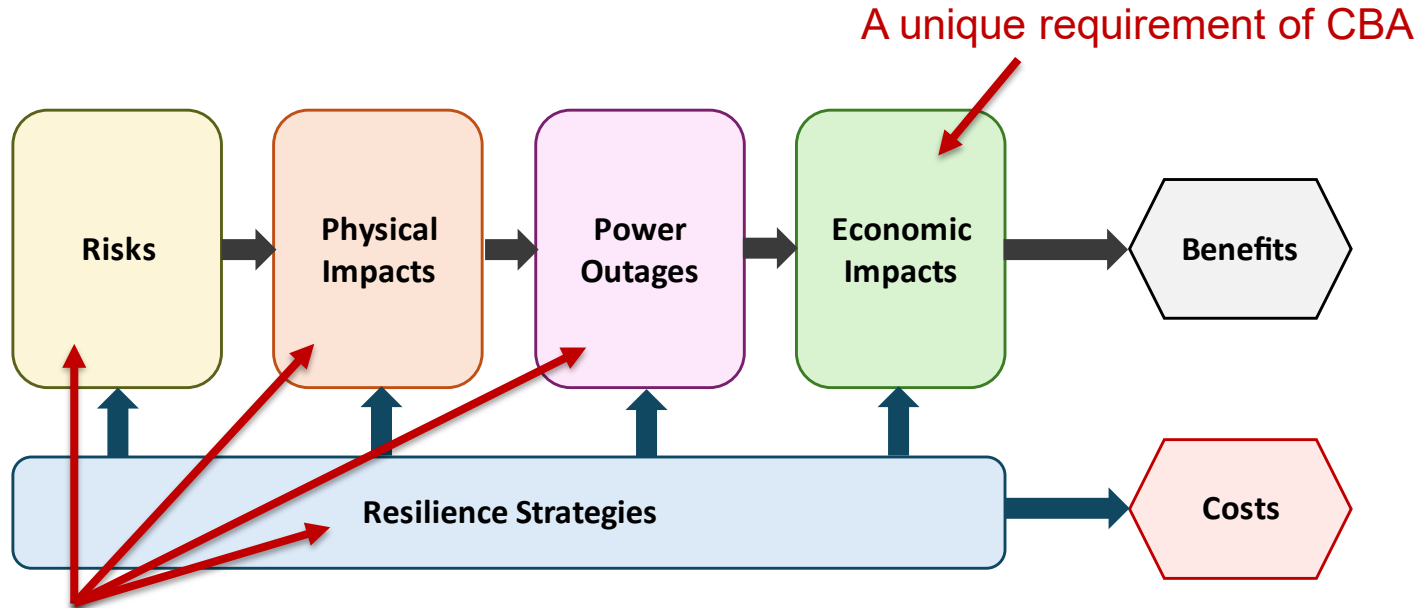 A unique requirement of CBA
Risks
Physical
Impacts
Power
Outages
Economic
Impacts
Benefits
Resilience Strategies
Costs